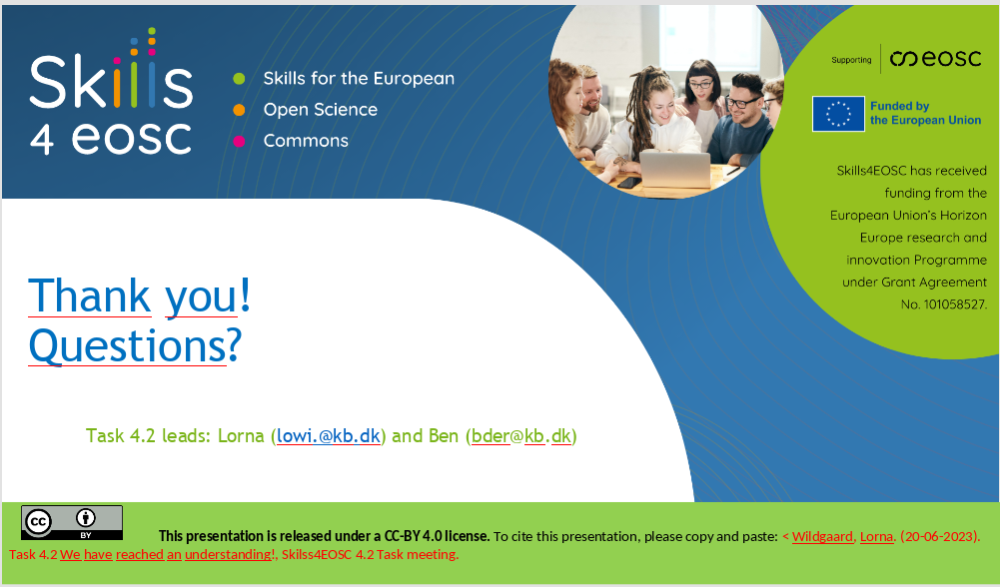 Skills
4 eosc
Skills for the European
Open Science
Commons
Supporting eosc
Funded by
the European Union
Skills4EOSC has received
funding from the
European Union's Horizon
Europe research and
innovation Programme
under Grant Agreement
No. 101058527.
Thank you!
Questions?
Task 4.2 leads: Lorna (lowi.@kb.dk) and Ben (bder@kb.dk)
cc BY
This presentation is released under a CC-BY 4.0 license. To cite this presentation, please copy and paste: < Wildgaard, Lorna. (20-06-2023).
Task 4.2 We have reached an understanding!, Skilss4EOSC 4.2 Task meeting.